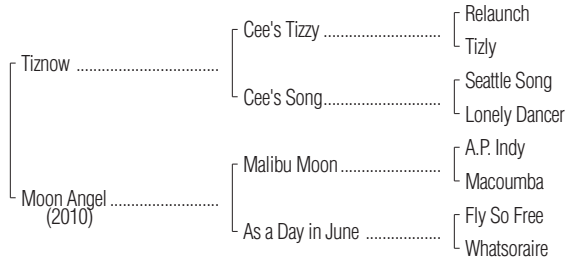 Relaunch
Cee's Tizzy ..............................
Tizly
Tiznow .....................................
Seattle Song
Cee's Song..............................
Lonely Dancer
A.P. Indy
Malibu Moon ..........................
Macoumba
Moon Angel ............................
(2010)
Fly So Free
As a Day in June ...................
Whatsoraire